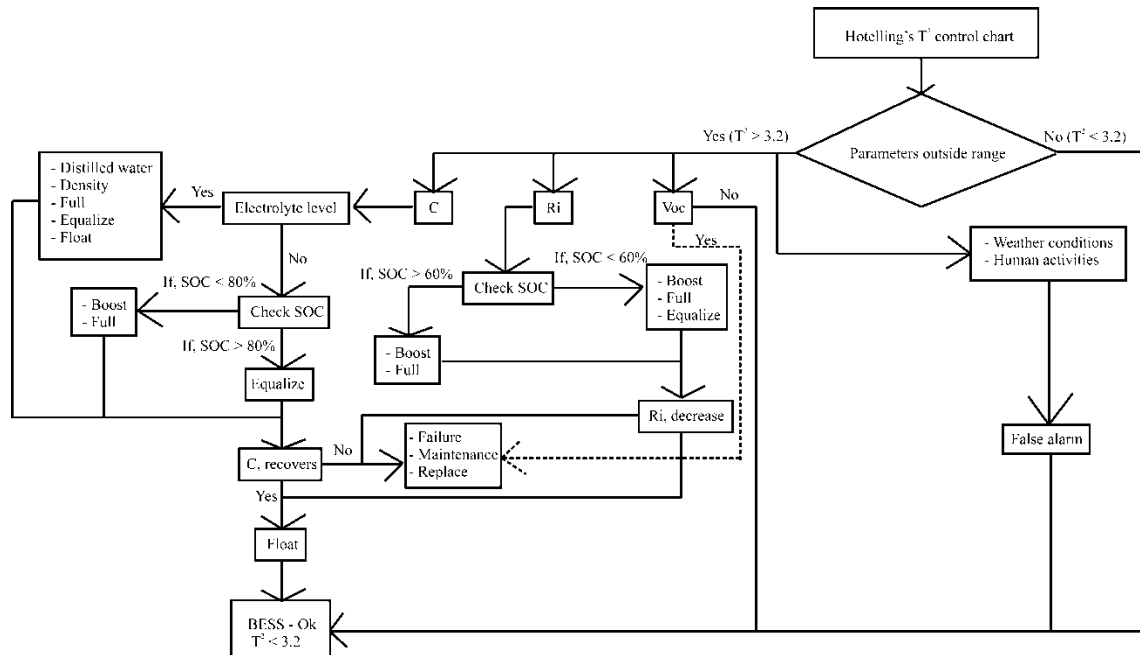 Hotelling's T² control chart
Yes (T² > 3.2)
No (T² < 3.2)
Parameters outside range
- Distilled water
- Density
- Full
- Equalize
- Float
Yes
Electrolyte level
C
Ri
Voc
No
Yes
- Weather conditions
- Human activities
No
If, SOC < 80%
If, SOC > 60%
If, SOC < 60%
- Boost
- Full
Check SOC
Check SOC
- Boost
- Full
- Equalize
If, SOC > 80%
- Boost
- Full
Equalize
Ri, decrease
False alarm
C, recovers
No
- Failure
- Maintenance
- Replace
Yes
Float
BESS - Ok
T² < 3.2